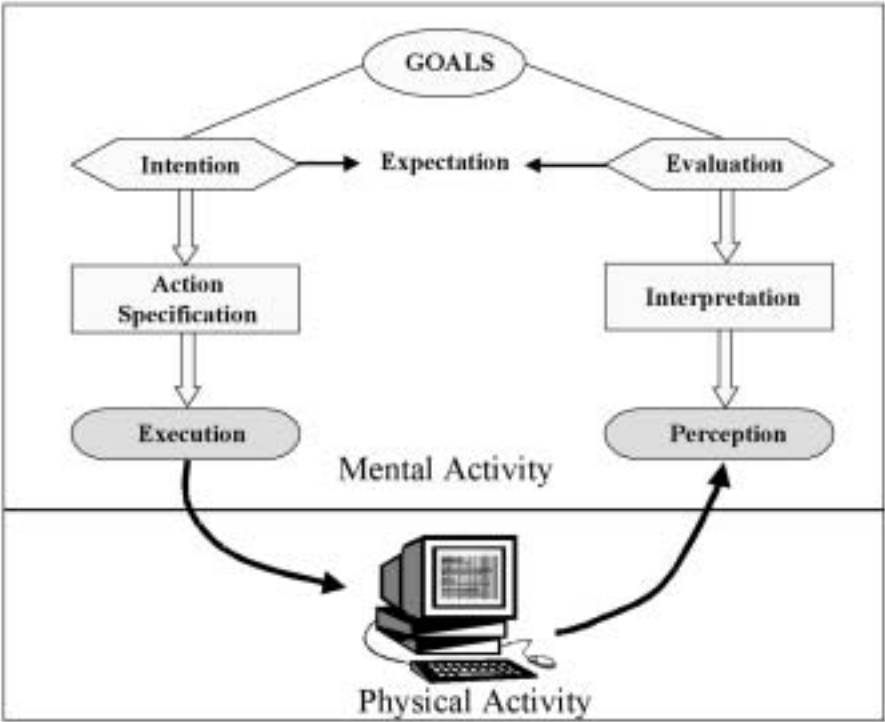 GOALS
Intention
Expectation
Evaluation
Action
Specification
Interpretation
Execution
Perception
Mental Activity
Physical Activity